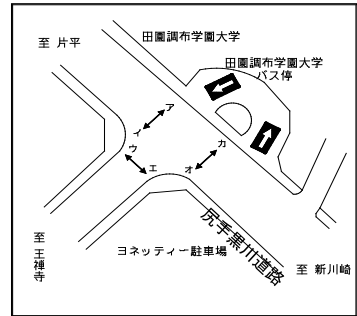 田園調布学園大学
至 片平
田園調布学園大学
バス停
ア
イ
カ
ウ
エ
オ
尻手黒川道路
ヨネッティー駐車場
至 王禅寺
至 新川崎